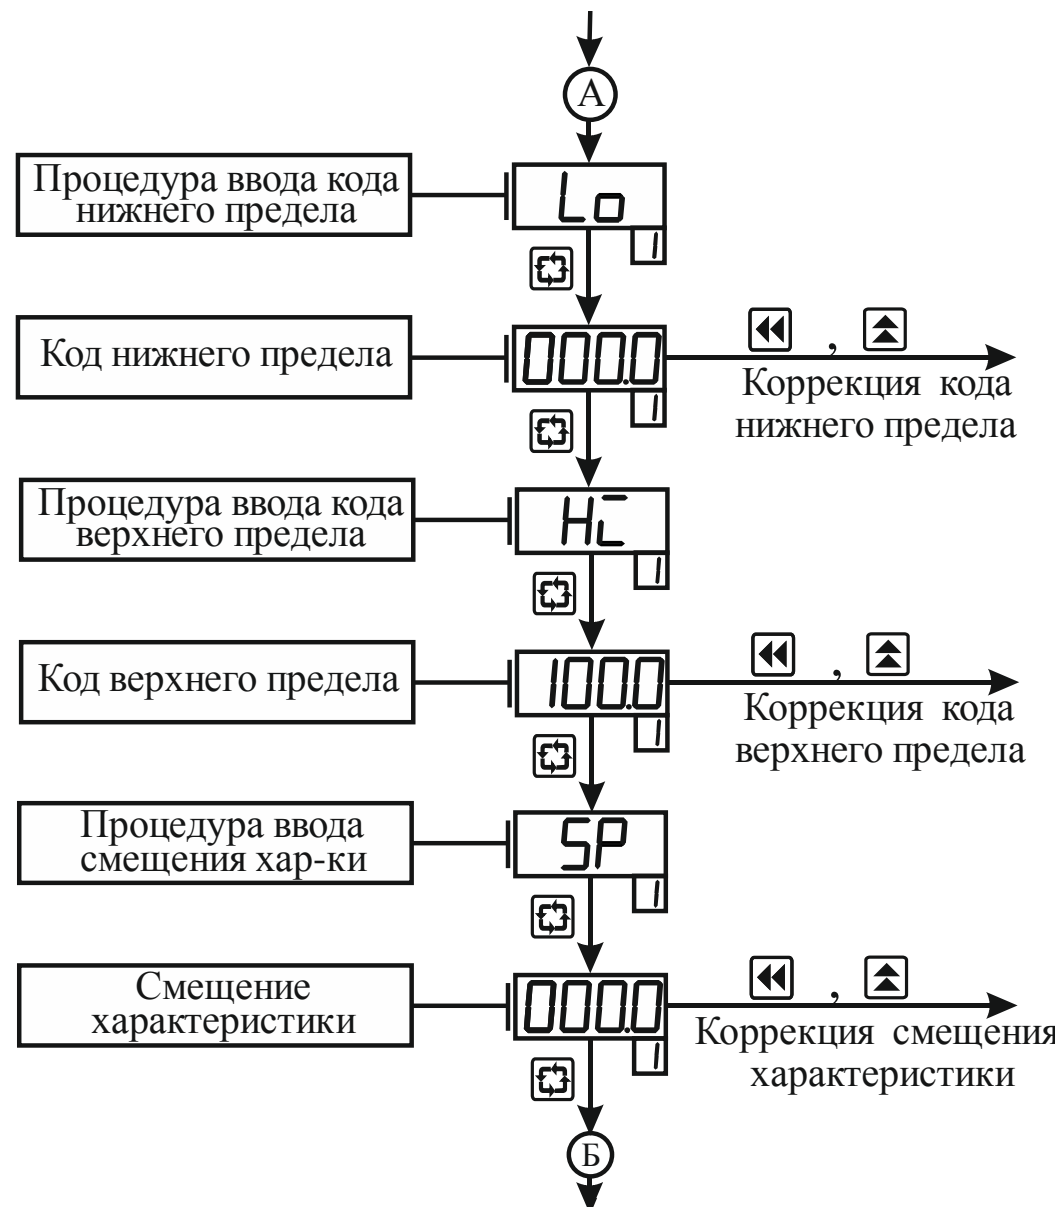 А
Процедура ввода кода
нижнего предела
Lo
1
Код нижнего предела
000.0
1
,
Коррекция кода
нижнего предела
Процедура ввода кода
верхнего предела
Hi
1
Код верхнего предела
100.0
1
,
Коррекция кода
верхнего предела
Процедура ввода
смещения хар-ки
SP
1
Смещение
характеристики
000.0
1
,
Коррекция смещения
характеристики
Б